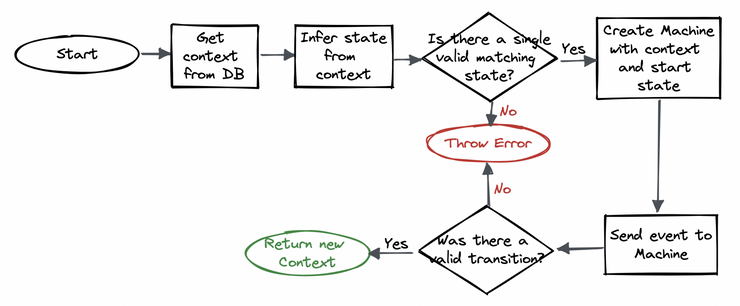 Start
Get
context
from DB
Infer state
from
context
Is there a single
valid matching
state?
Yes
Create Machine
with context
and start
state
No
Throw Error
No
Send event to
Machine
Was there a
valid transition?
Yes
Return new
Context